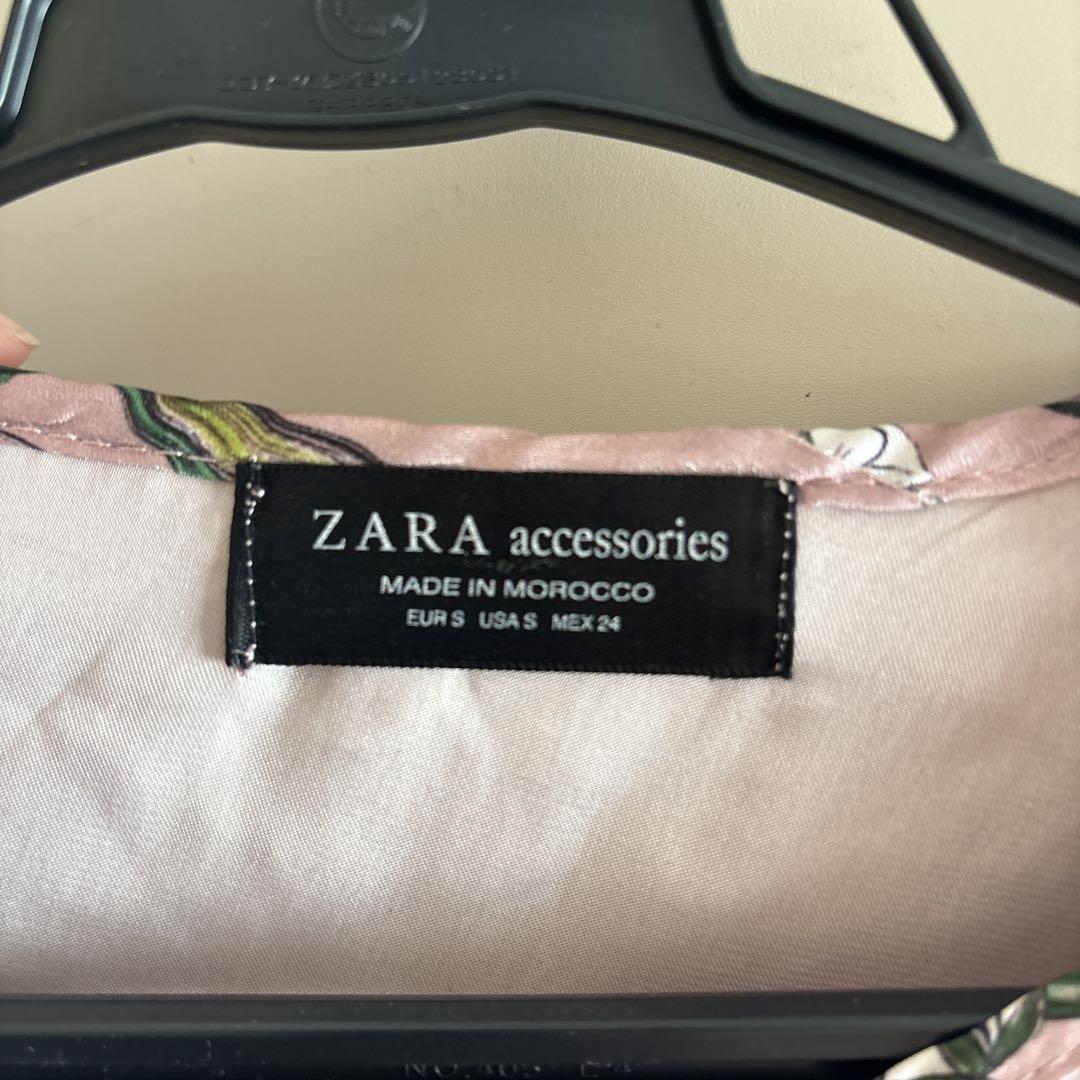 ZARA accessories
MADE IN MOROCCO
EUR S USA S MEX 24